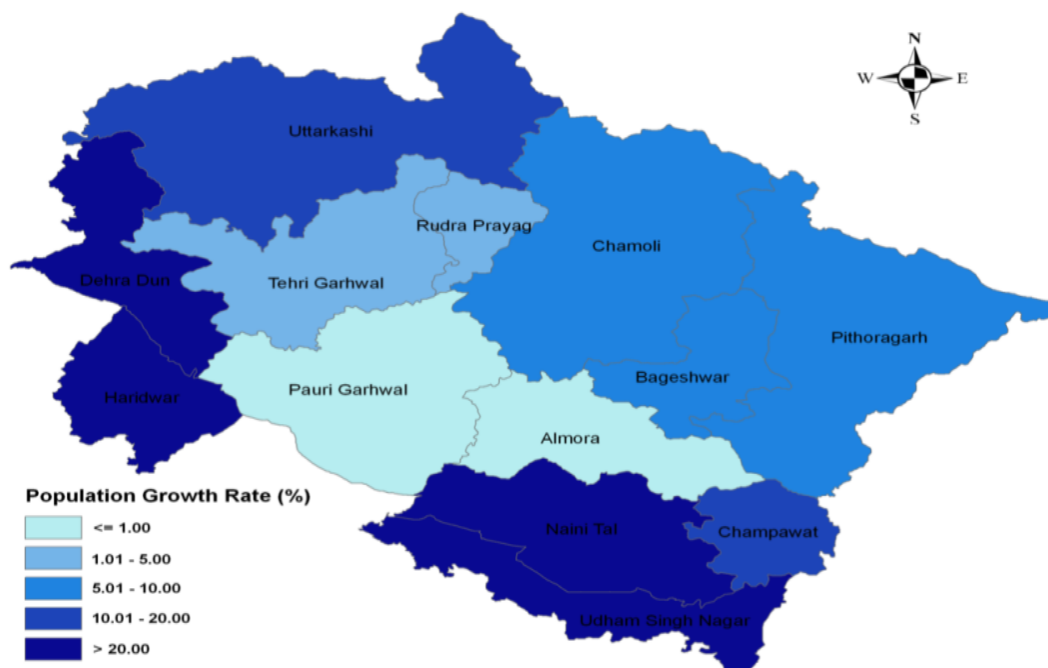 N
W E
S
Uttarkashi
Rudra Prayag
Chamoli
Dehra Dun
Tehri Garhwal
Pithoragarh
Bageshwar
Pauri Garhwal
Haridwar
Almora
Naini Tal
Champawat
Udham Singh Nagar
Population Growth Rate (%)
<= 1.00
1.01 - 5.00
5.01 - 10.00
10.01 - 20.00
> 20.00